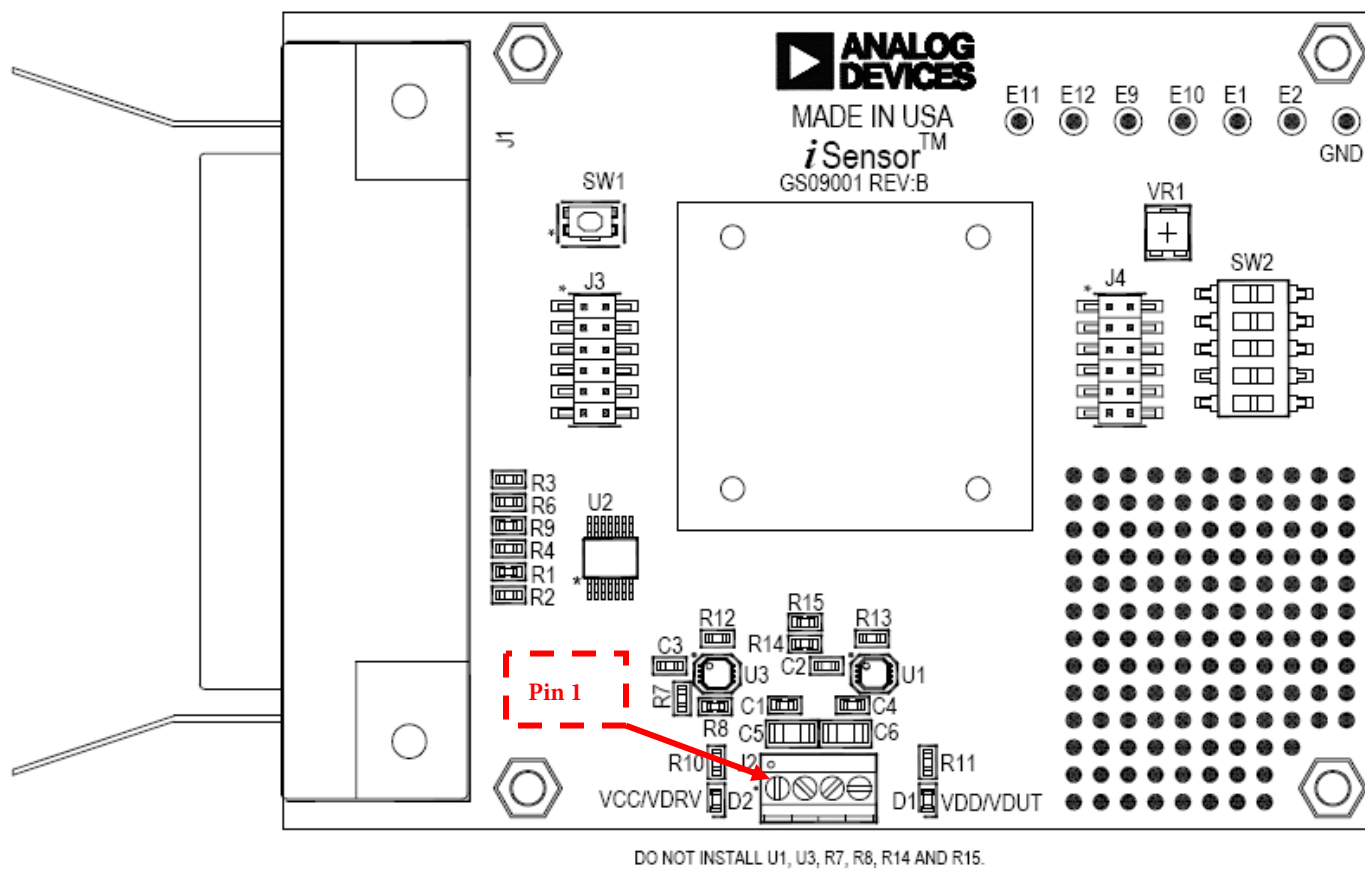 ANALOG
DEVICES
MADE IN USA
iSensor™
GS09001 REV:B
E11 E12 E9 E10 E1 E2
GND
J1
SW1
VR1
SW2
* J3
* J4
R3
R6
R9
R4
R1
R2
U2
*
R12
R15
R13
R14
C3
C2
U3
U1
R7
R8
C1
C4
C5
C6
Pin 1
R10
J2
R11
VCC/VDRV
D2
D1
VDD/VDUT
DO NOT INSTALL U1, U3, R7, R8, R14 AND R15.